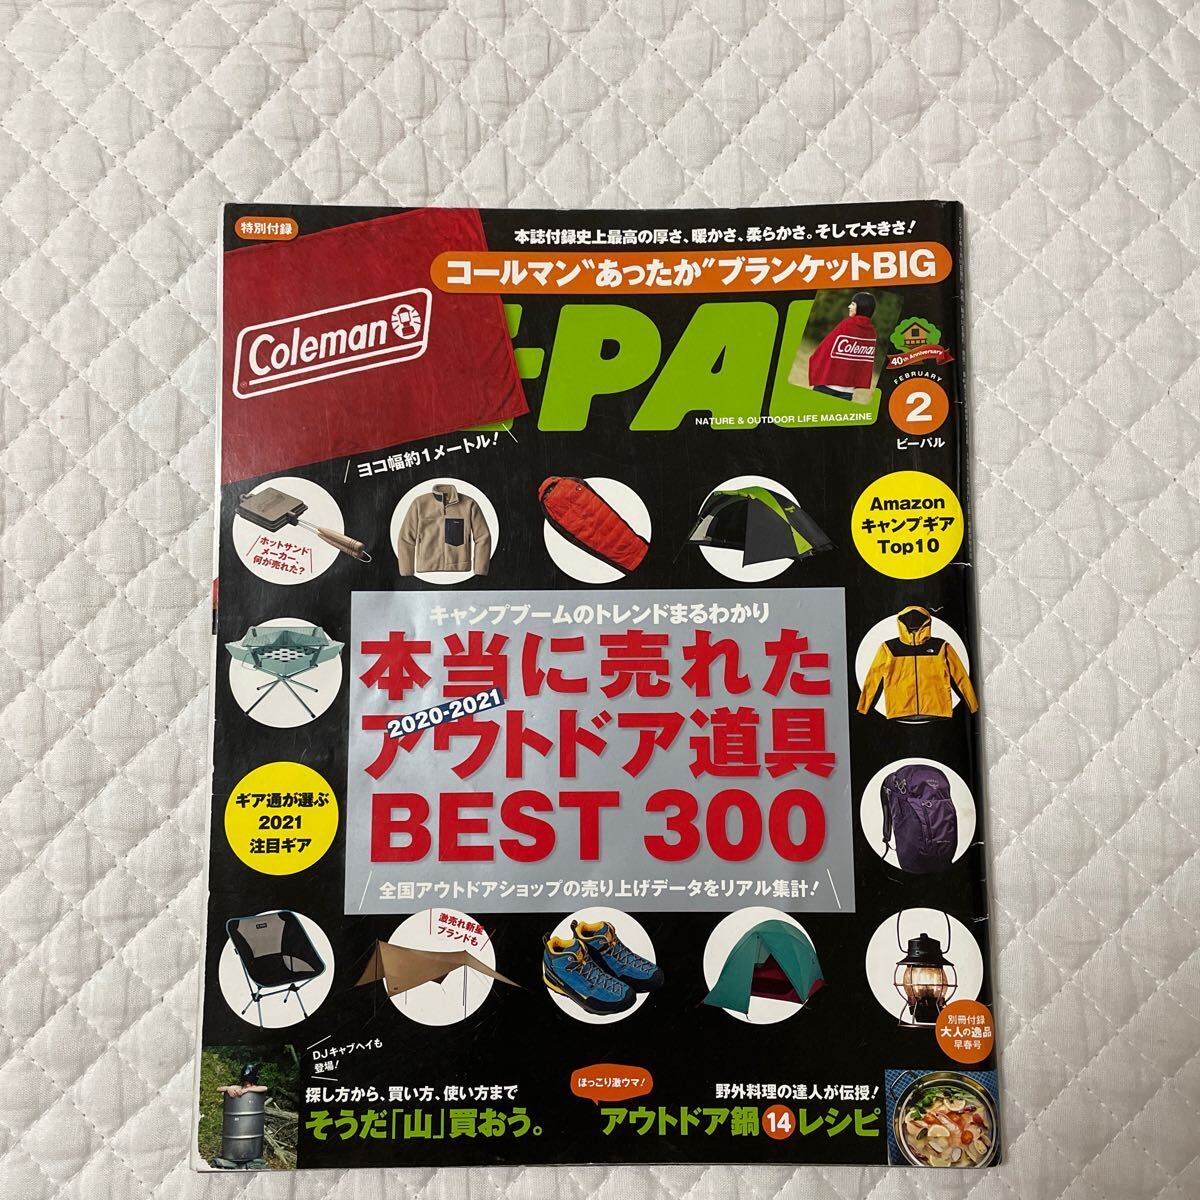 特別付録
本誌付録史上最高の厚さ、暖かさ、柔らかさ。そして大きさ！
コールマン"あったか"ブランケットBIG
Coleman
E-PAL
Coleman
NATURE & OUTDOOR LIFE MAGAZINE
40th Anniversary
FEBRUARY
2
ビーパル
ヨコ幅約1メートル！
ホットサンド
メーカー、
何が売れた？
Amazon
キャンプギア
Top10
キャンプブームのトレンドまるわかり
本当に売れた
2020-2021
アウトドア道具
BEST 300
全国アウトドアショップの売り上げデータをリアル集計！
ギア通が選ぶ
2021
注目ギア
激売れ新星
ブランドも
別冊付録
大人の逸品
早春号
DJキャブヘイも
登場！
探し方から、買い方、使い方まで
そうだ「山」買おう。
ほっこり激ウマ！
野外料理の達人が伝授！
アウトドア鍋14レシピ